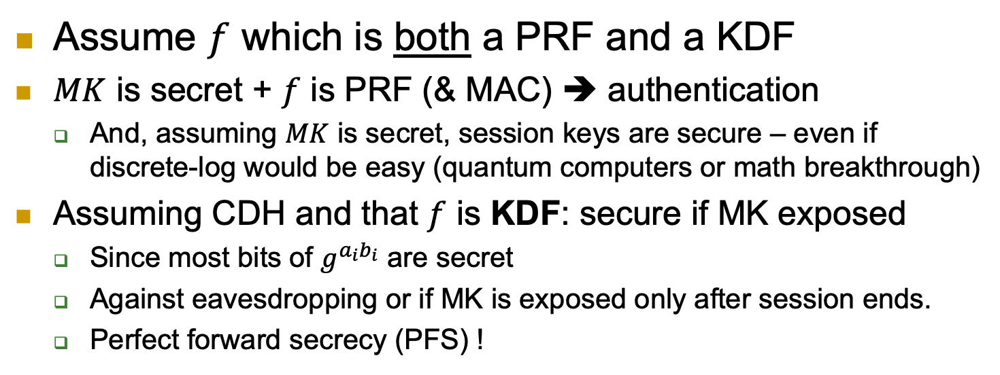 Assume f which is both a PRF and a KDF
MK is secret + f is PRF (& MAC) ➔ authentication
And, assuming MK is secret, session keys are secure – even if
discrete-log would be easy (quantum computers or math breakthrough)
Assuming CDH and that f is KDF: secure if MK exposed
Since most bits of g^{a_i b_i} are secret
Against eavesdropping or if MK is exposed only after session ends.
Perfect forward secrecy (PFS) !